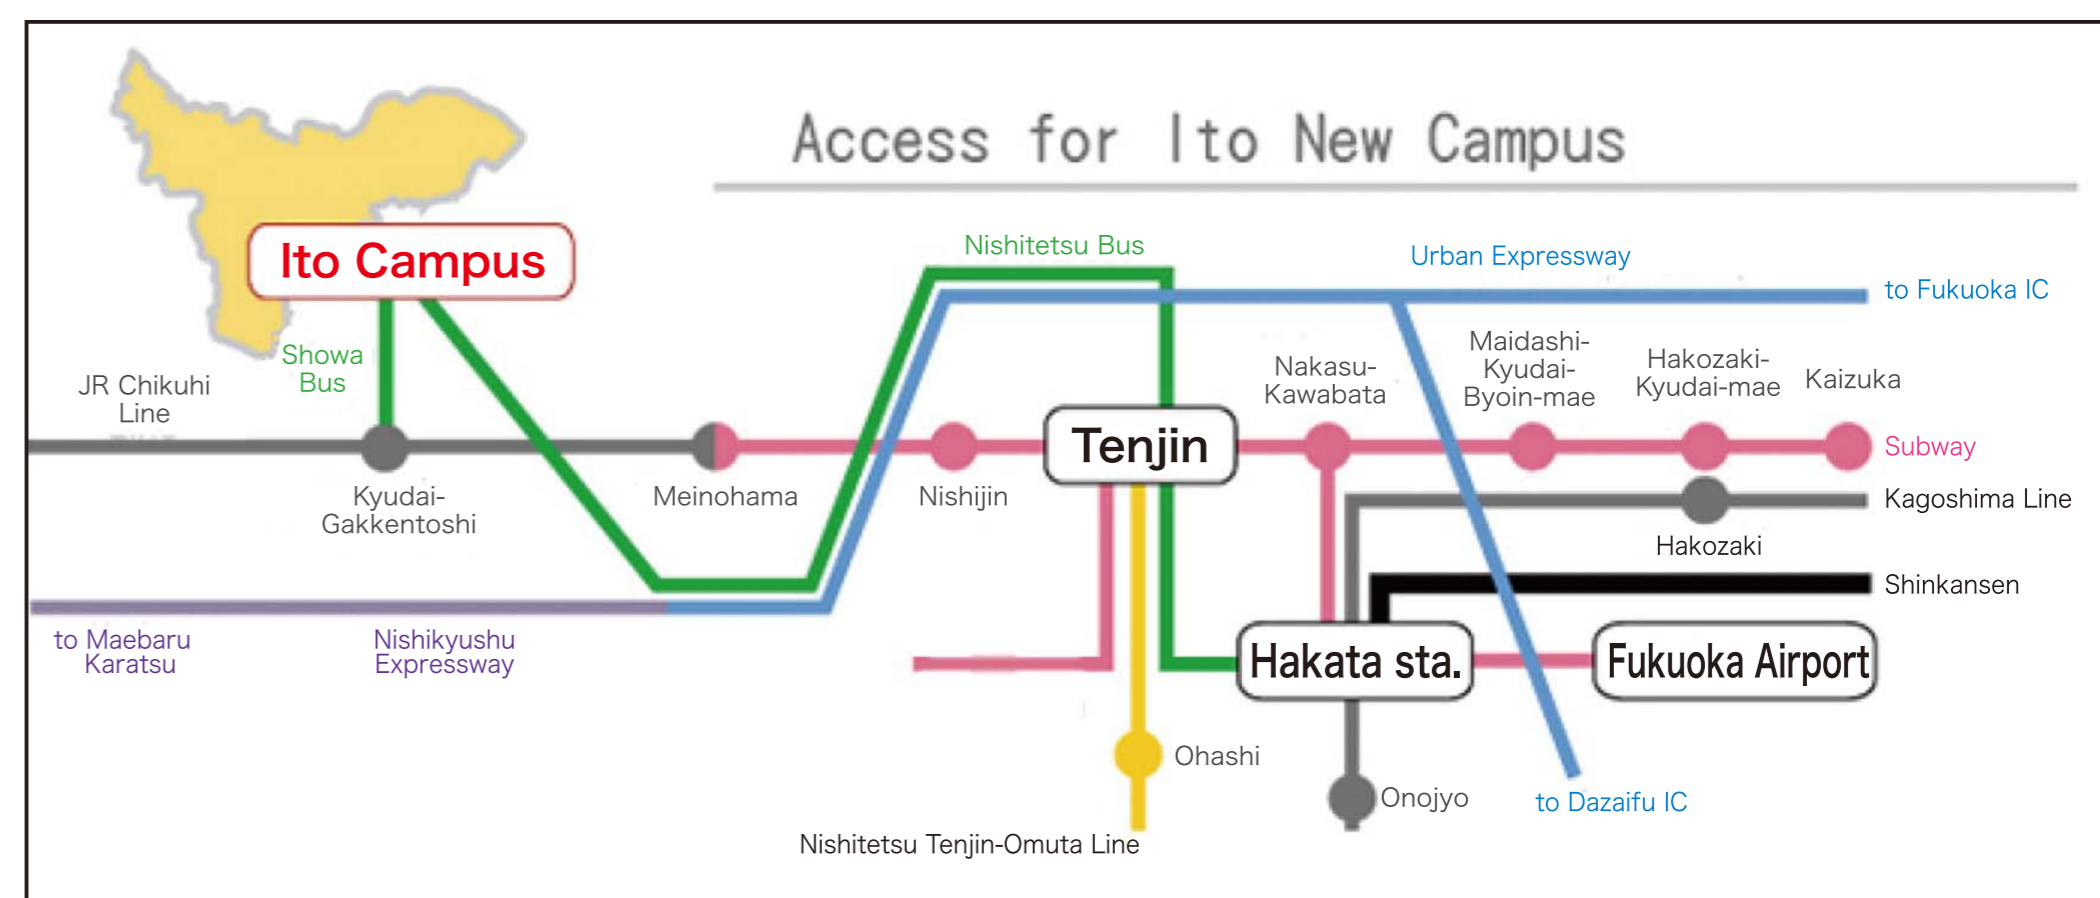 Access for Ito New Campus
Ito Campus
Nishitetsu Bus
Urban Expressway
to Fukuoka IC
Showa
Bus
JR Chikuhi
Line
Nakasu-
Kawabata
Maidashi-
Kyudai-
Byoin-mae
Hakozaki-
Kyudai-mae
Kaizuka
Tenjin
Subway
Kyudai-
Gakkentoshi
Meinohama
Nishijin
Kagoshima Line
Hakozaki
Shinkansen
to Maebaru
Karatsu
Nishikyushu
Expressway
Hakata sta.
Fukuoka Airport
Ohashi
Onojyo
to Dazaifu IC
Nishitetsu Tenjin-Omuta Line